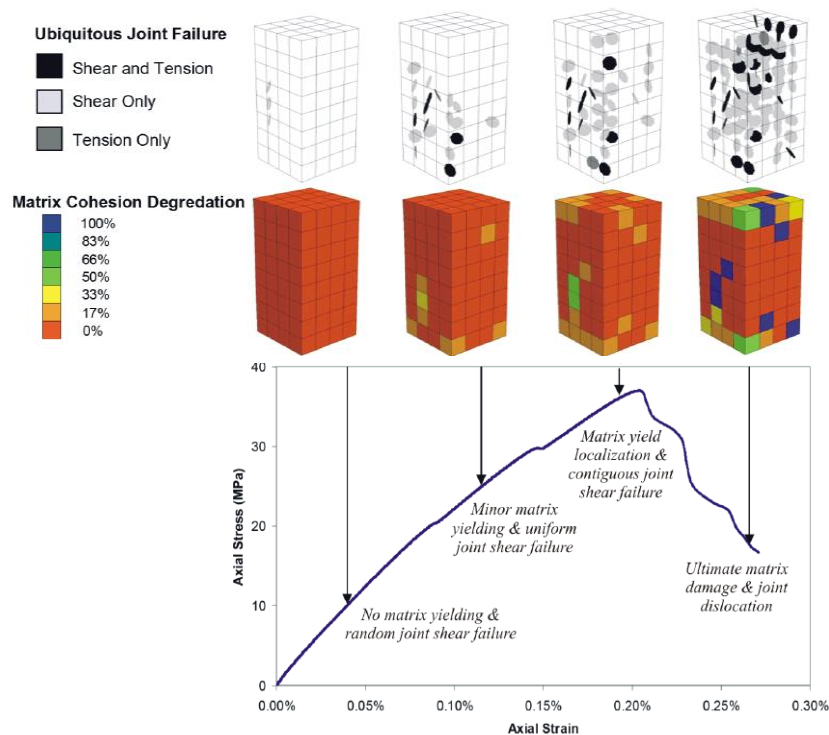 Ubiquitous Joint Failure
Shear and Tension
Shear Only
Tension Only
Matrix Cohesion Degredation
100%
83%
66%
50%
33%
17%
0%
40
30
20
10
0
Axial Stress (MPa)
Matrix yield
localization &
contiguous joint
shear failure
Minor matrix
yielding & uniform
joint shear failure
Ultimate matrix
damage & joint
dislocation
No matrix yielding &
random joint shear failure
0.00%
0.05%
0.10%
0.15%
0.20%
0.25%
0.30%
Axial Strain